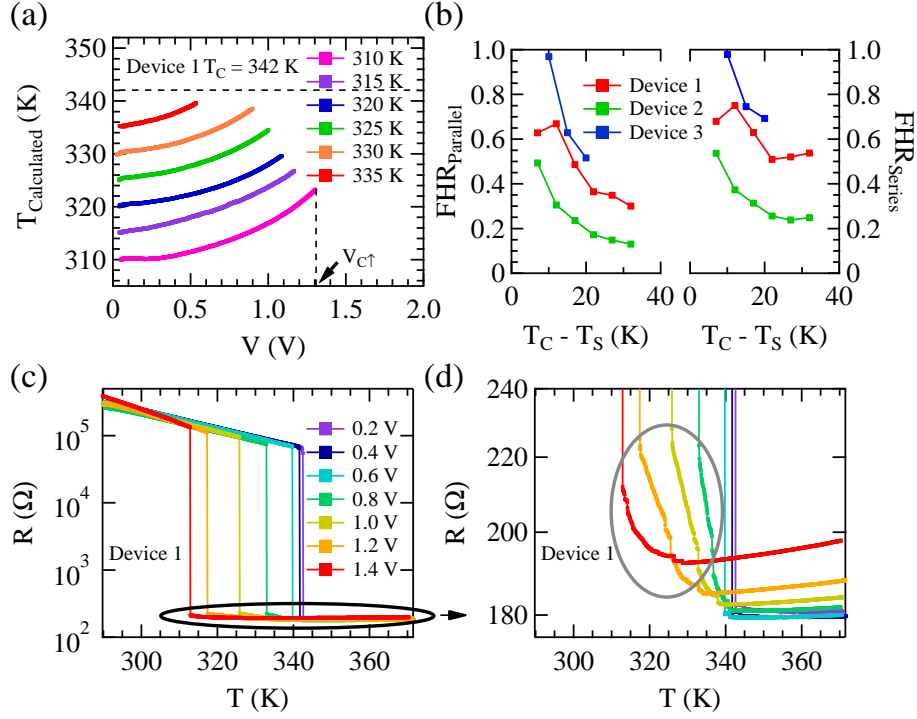 (a)
350
340
330
320
310
T_Calculated (K)
Device 1 T_C = 342 K
310 K
315 K
320 K
325 K
330 K
335 K
V_C↑
0.0 0.5 1.0 1.5 2.0
V (V)
(b)
1.0
0.8
0.6
0.4
0.2
0
FHR_Parallel
Device 1
Device 2
Device 3
1.0
0.8
0.6
0.4
0.2
0
FHR_Series
0 20 40 0 20 40
T_C - T_S (K)
T_C - T_S (K)
(c)
10^5
10^4
10^3
10^2
R (Ω)
Device 1
0.2 V
0.4 V
0.6 V
0.8 V
1.0 V
1.2 V
1.4 V
300 320 340 360
T (K)
(d)
240
220
200
180
R (Ω)
Device 1
300 320 340 360
T (K)